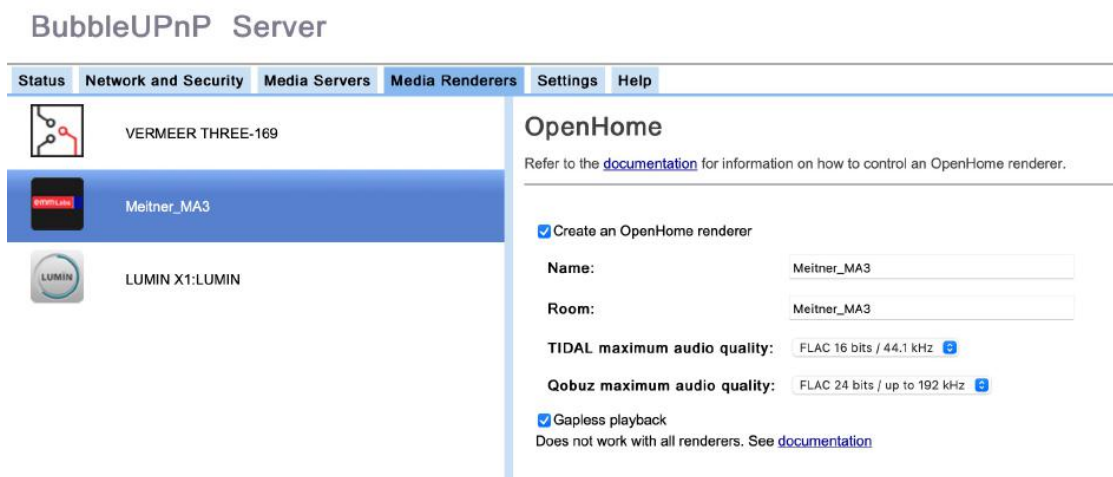 BubbleUPnP Server
Status Network and Security Media Servers Media Renderers Settings Help
VERMEER THREE-169
Meitner_MA3
LUMIN
LUMIN X1:LUMIN
OpenHome
Refer to the documentation for information on how to control an OpenHome renderer.
Create an OpenHome renderer
Name: Meitner_MA3
Room: Meitner_MA3
TIDAL maximum audio quality: FLAC 16 bits / 44.1 kHz
Qobuz maximum audio quality: FLAC 24 bits / up to 192 kHz
Gapless playback
Does not work with all renderers. See documentation